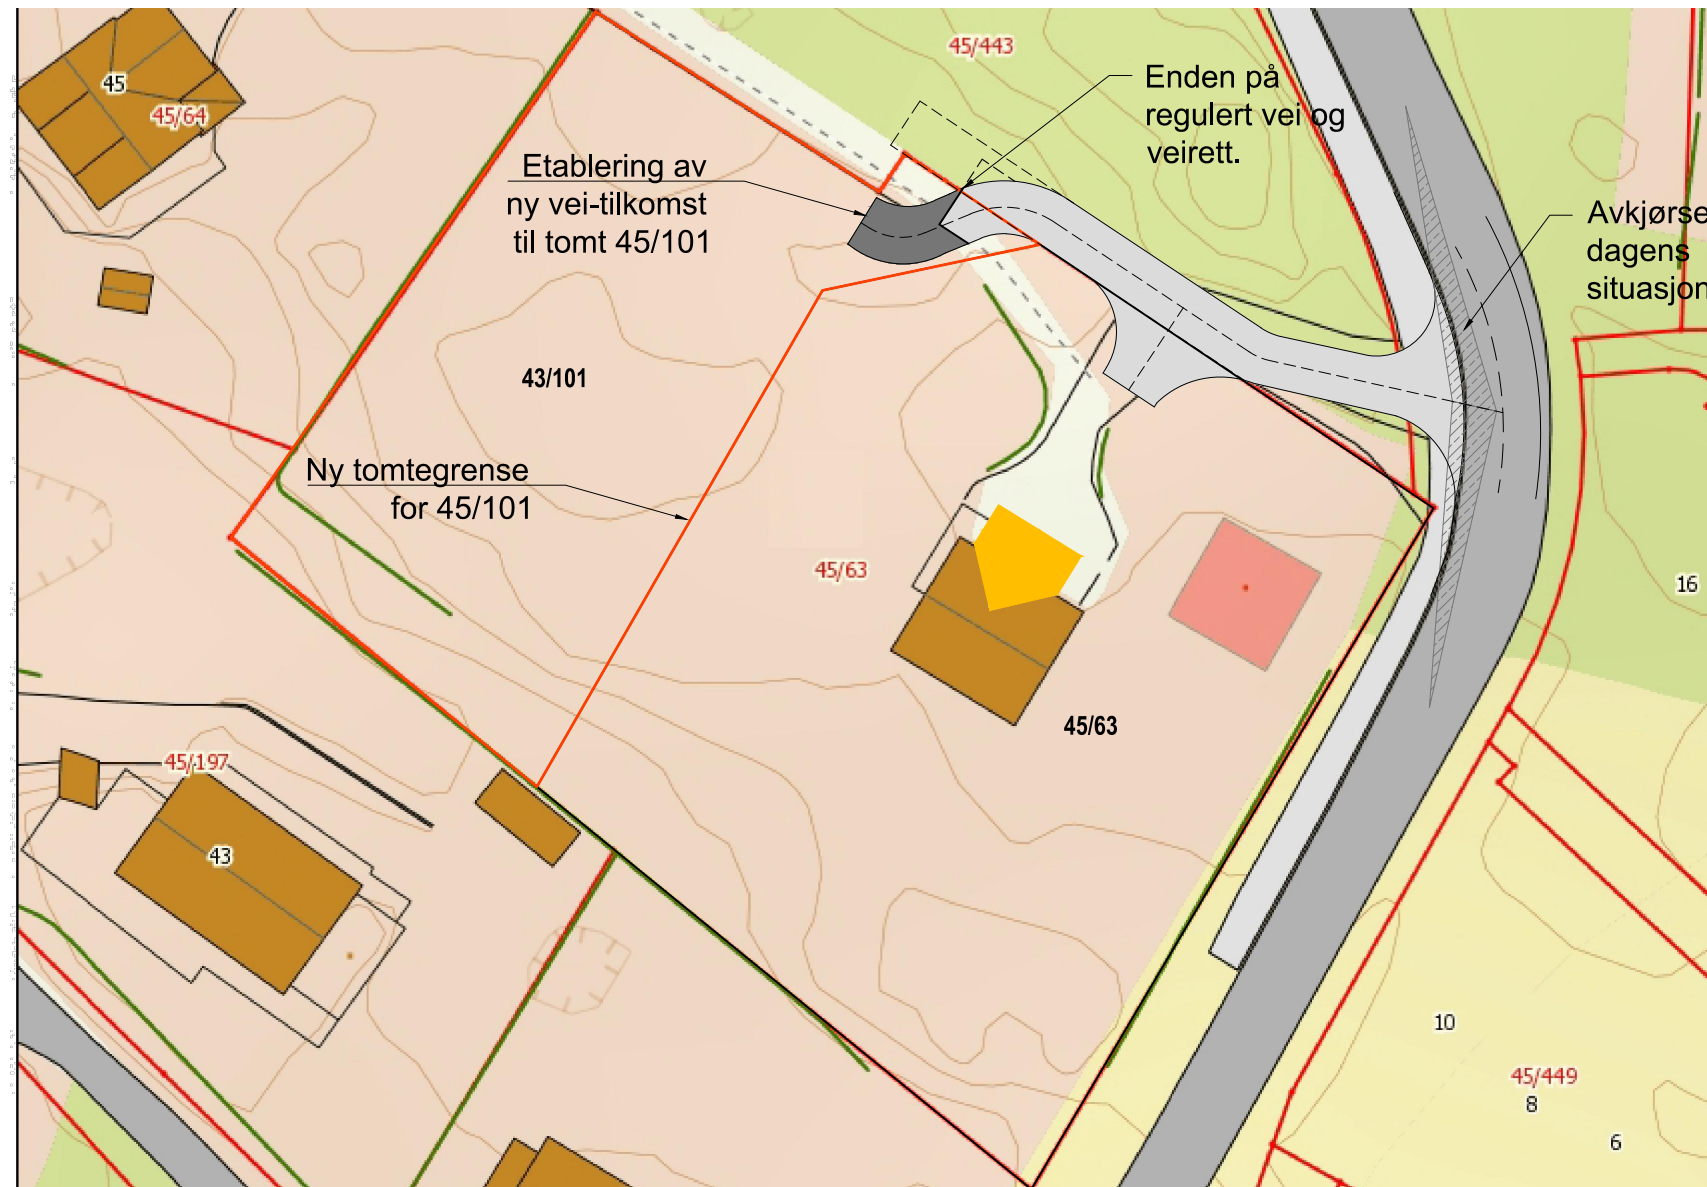 45/443
45
45/64
Enden på
regulert vei og
veirett.
Etablering av
ny vei-tilkomst
til tomt 45/101
Avkjørse
dagens
situasjon
43/101
Ny tomtegrense
for 45/101
45/63
16
45/63
45/197
43
10
45/449
8
6